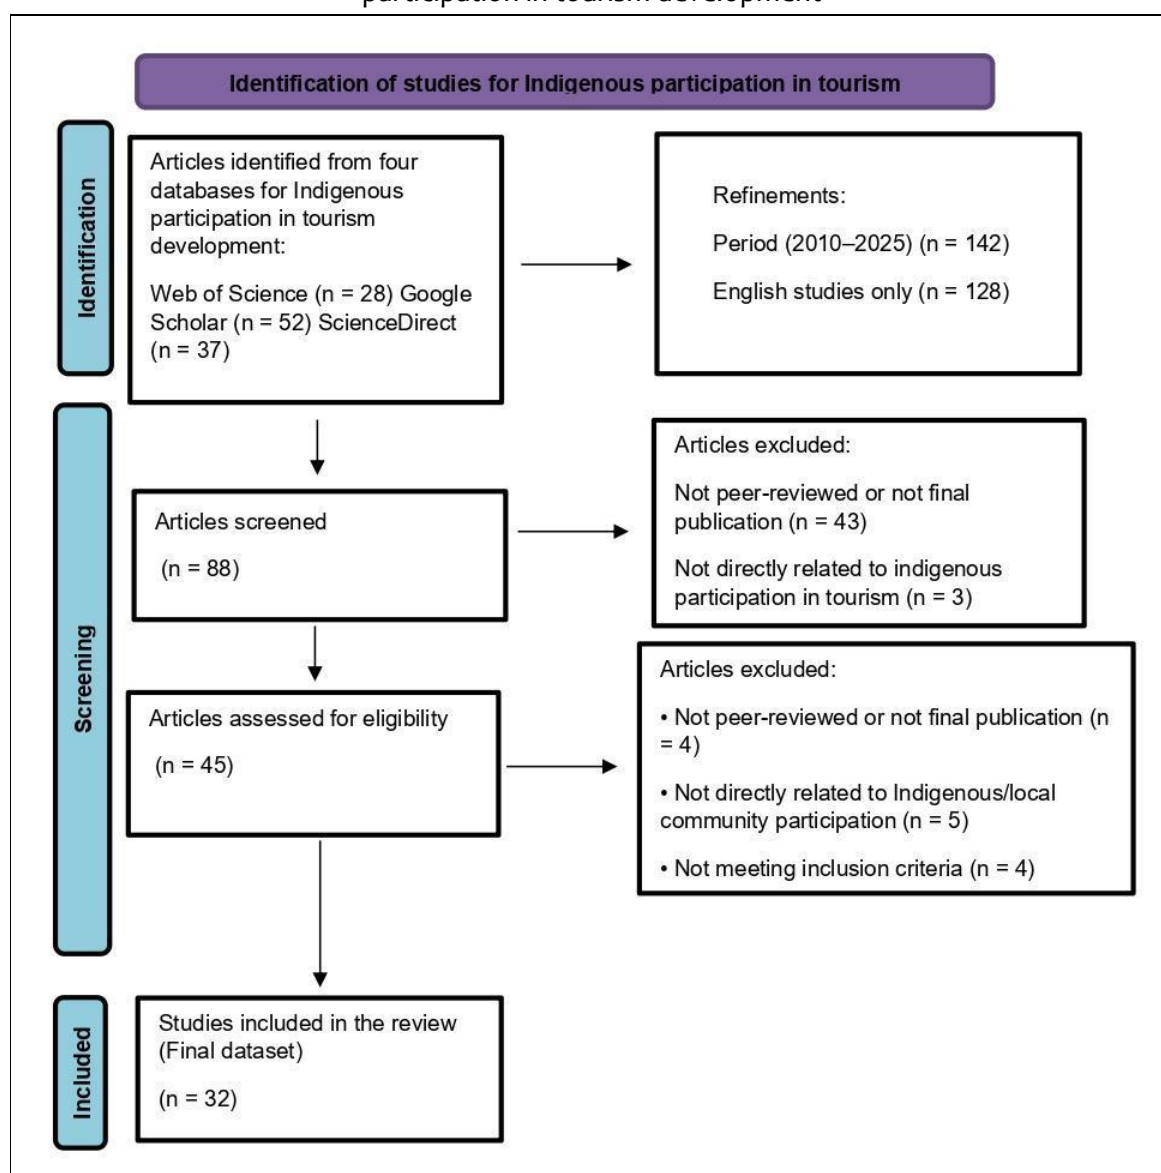 participation in tourism development
Identification of studies for Indigenous participation in tourism
Identification
Articles identified from four
databases for Indigenous
participation in tourism
development:
Web of Science (n = 28) Google
Scholar (n = 52) ScienceDirect
(n = 37)
Refinements:
Period (2010–2025) (n = 142)
English studies only (n = 128)
Screening
Articles screened
(n = 88)
Articles excluded:
Not peer-reviewed or not final
publication (n = 43)
Not directly related to indigenous
participation in tourism (n = 3)
Articles assessed for eligibility
(n = 45)
Articles excluded:
• Not peer-reviewed or not final publication (n
= 4)
• Not directly related to Indigenous/local
community participation (n = 5)
• Not meeting inclusion criteria (n = 4)
Included
Studies included in the review
(Final dataset)
(n = 32)